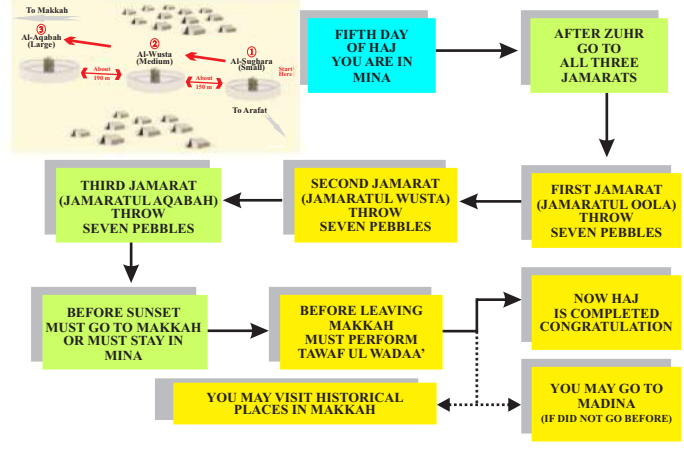 To Makkah
③
Al-Aqabah
(Large)
②
Al-Wusta
(Medium)
①
Al-Sughara
(Small)
Start
Here
About
190 m
About
150 m
To Arafat
FIFTH DAY
OF HAJ
YOU ARE IN
MINA
AFTER ZUHR
GO TO
ALL THREE
JAMARATS
THIRD JAMARAT
(JAMARATUL AQABAH)
THROW
SEVEN PEBBLES
SECOND JAMARAT
(JAMARATUL WUSTA)
THROW
SEVEN PEBBLES
FIRST JAMARAT
(JAMARATUL OOLA)
THROW
SEVEN PEBBLES
BEFORE SUNSET
MUST GO TO MAKKAH
OR MUST STAY IN
MINA
BEFORE LEAVING
MAKKAH
MUST PERFORM
TAWAF UL WADAA’
NOW HAJ
IS COMPLETED
CONGRATULATION
YOU MAY VISIT HISTORICAL
PLACES IN MAKKAH
YOU MAY GO TO
MADINA
(IF DID NOT GO BEFORE)